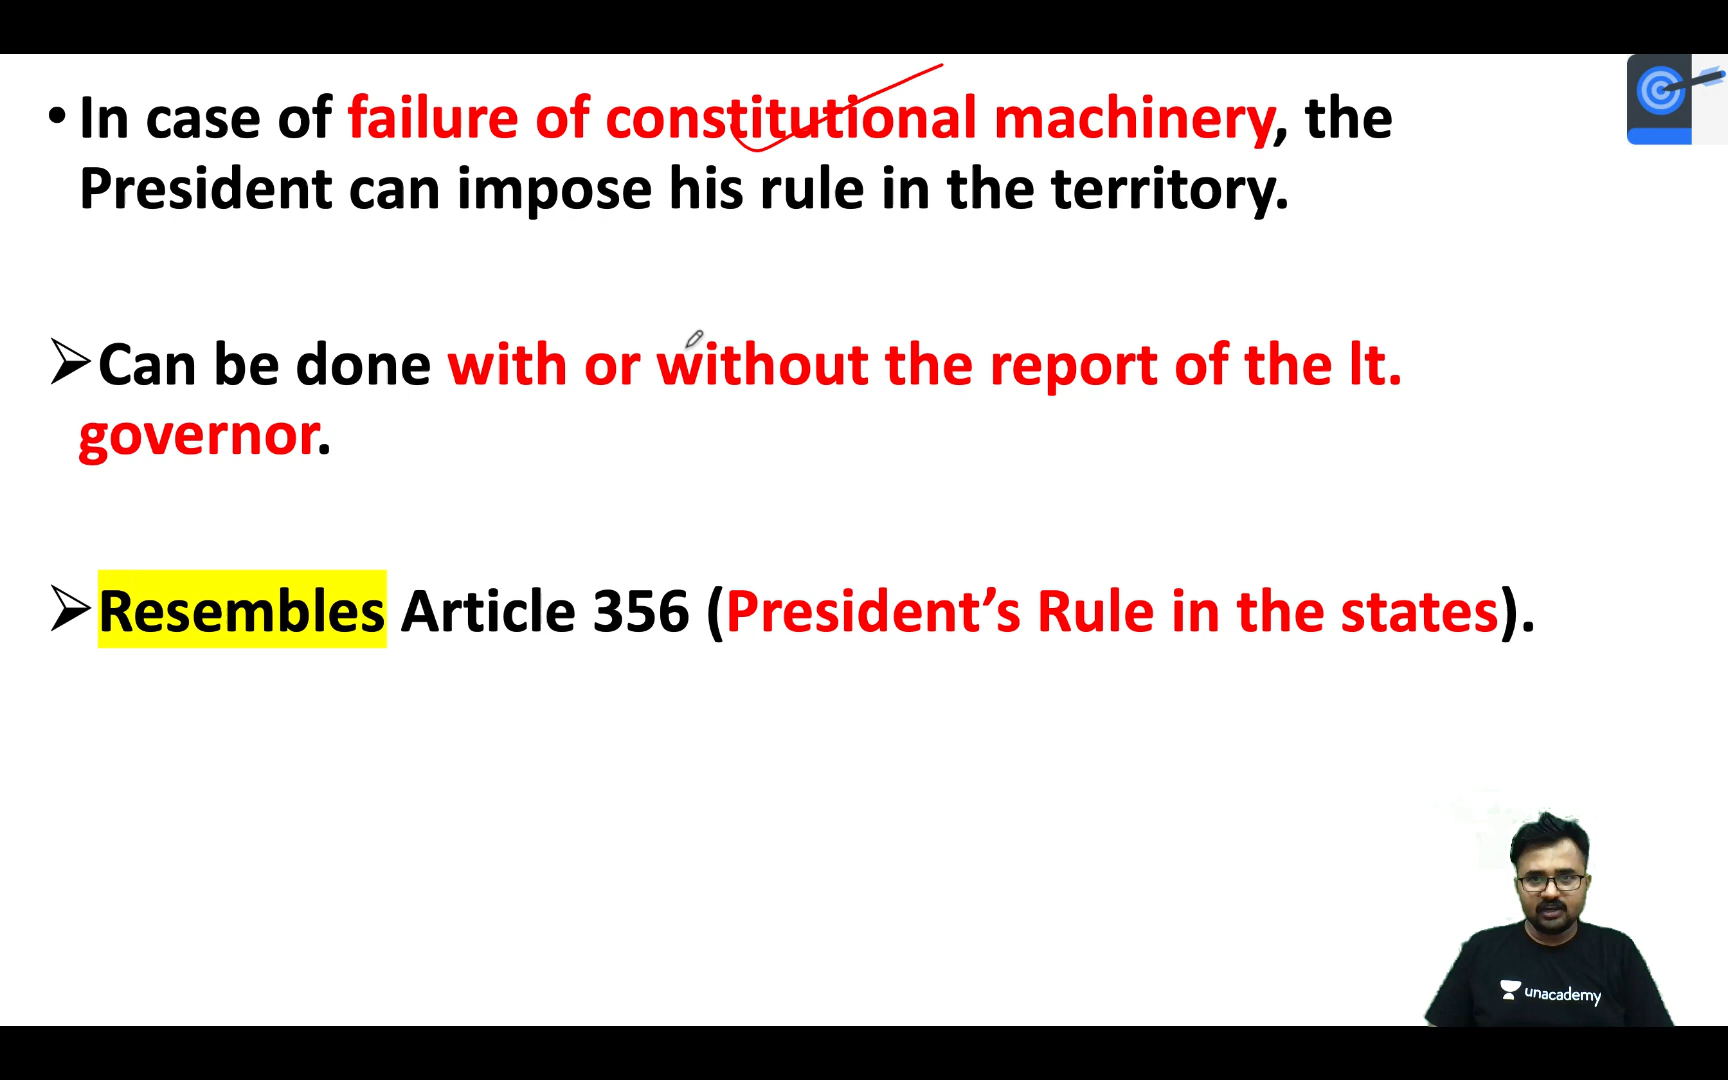 • In case of failure of constitutional machinery, the
President can impose his rule in the territory.
➢Can be done with or without the report of the lt.
governor.
➢Resembles Article 356 (President’s Rule in the states).
unacademy